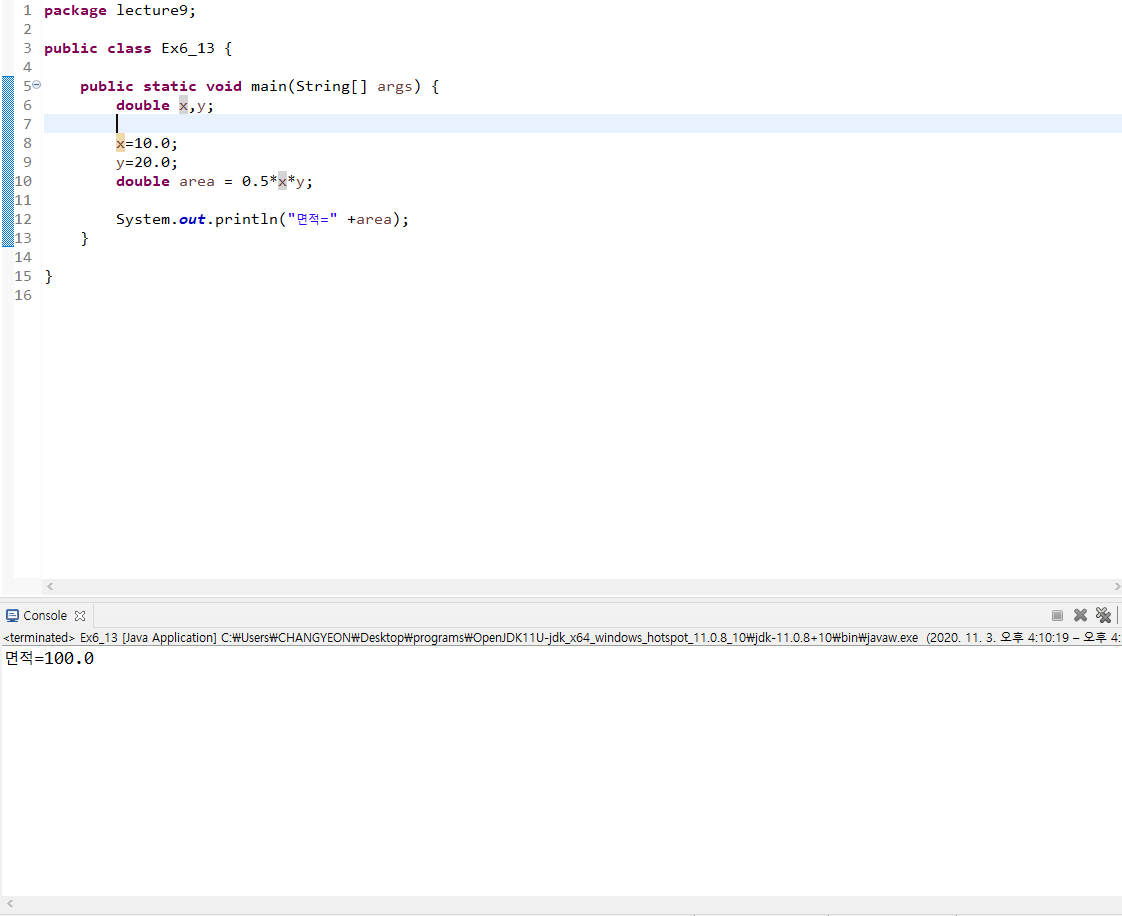 1 package lecture9;
2
3 public class Ex6_13 {
4
5 public static void main(String[] args) {
6 double x,y;
7
8 x=10.0;
9 y=20.0;
10 double area = 0.5*x*y;
11
12 System.out.println("면적=" +area);
13 }
14
15 }
16
Console
<terminated> Ex6_13 [Java Application] C:₩Users₩CHANGYEON₩Desktop₩programs₩OpenJDK11U-jdk_x64_windows_hotspot_11.0.8_10₩jdk-11.0.8+10₩bin₩javaw.exe (2020. 11. 3. 오후 4:10:19 – 오후 4:
면적=100.0